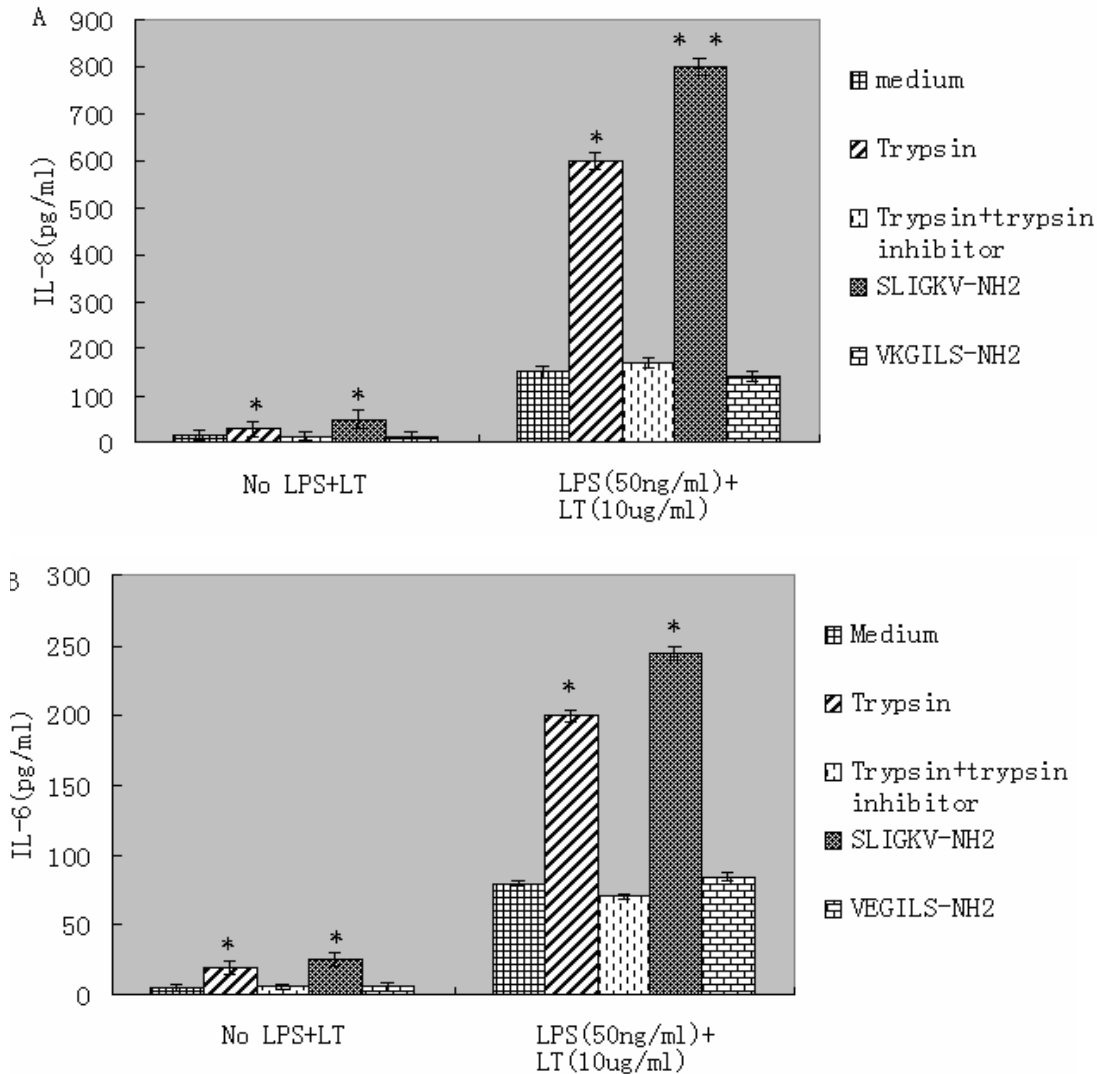 A
900
800
700
600
500
400
300
200
100
0
IL-8(pg/ml)
*
*
*
* *
No LPS+LT
LPS(50ng/ml)+
LT(10ug/ml)
medium
Trypsin
Trypsin+trypsin
inhibitor
SLIGKV-NH2
VKGILS-NH2
B
300
250
200
150
100
50
0
IL-6(pg/ml)
*
*
*
*
No LPS+LT
LPS(50ng/ml)+
LT(10ug/ml)
Medium
Trypsin
Trypsin+trypsin
inhibitor
SLIGKV-NH2
VEGILS-NH2